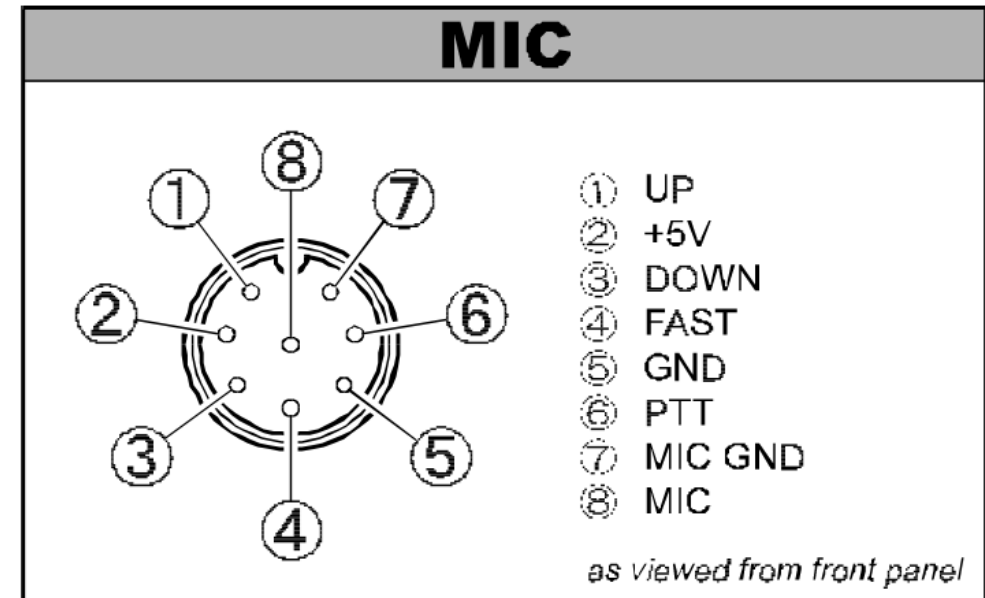 MIC
⑧
① ⑦
② ⑥
③ ⑤
④
① UP
② +5V
③ DOWN
④ FAST
⑤ GND
⑥ PTT
⑦ MIC GND
⑧ MIC
as viewed from front panel